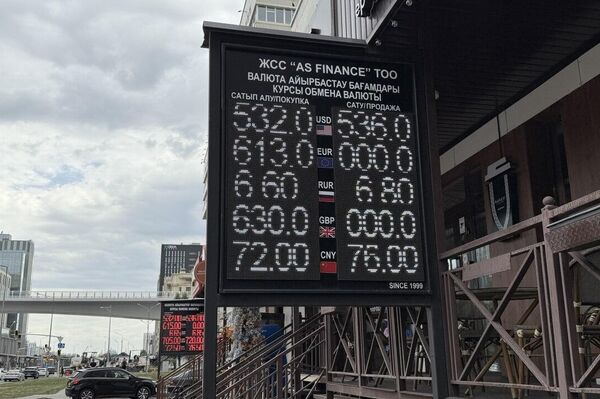 ЖСС "AS FINANCE" ТОО
ВАЛЮТА АЙЫРБАСТАУ БАҒАМДАРЫ
КУРСЫ ОБМЕНА ВАЛЮТЫ
САТЫП АЛУ/ПОКУПКА САТУ/ПРОДАЖА
532.0 USD 536.0
613.0 EUR 000.0
6.60 RUR 6.80
630.0 GBP 000.0
72.00 CNY 75.00
SINCE 1999